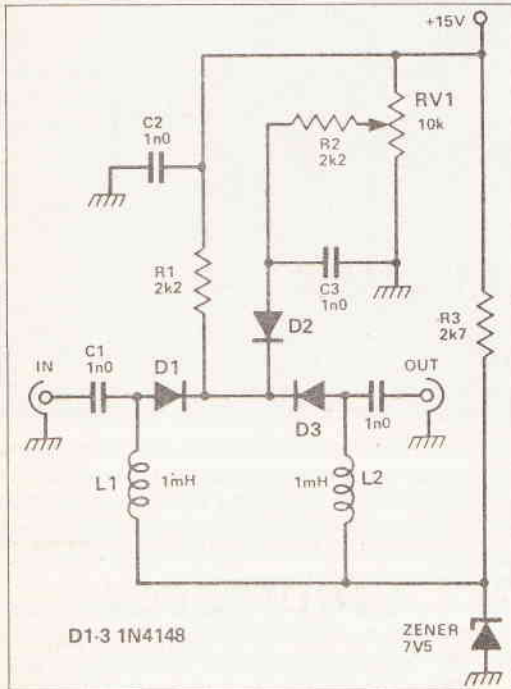 +15V
RV1
10k
C2
1n0
R2
2k2
R1
2k2
C3
1n0
R3
2k7
D2
C1
1n0
IN
D1
OUT
D3
1n0
L1
1mH
1mH
L2
D1-3 1N4148
ZENER
7V5